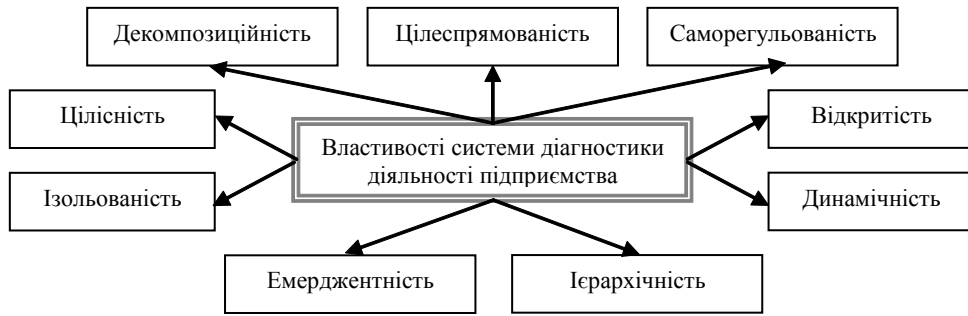 Декомпозиційність
Цілеспрямованість
Саморегульованість
Цілісність
Відкритість
Властивості системи діагностики
діяльності підприємства
Ізольованість
Динамічність
Емерджентність
Ієрархічність